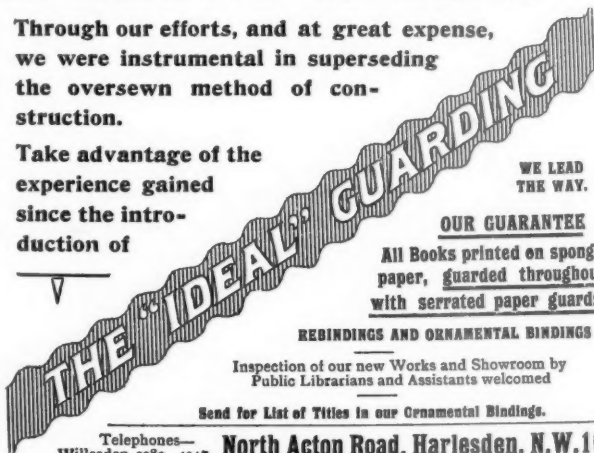 Through our efforts, and at great expense,
we were instrumental in superseding
the oversewn method of con-
struction.
Take advantage of the
experience gained
since the intro-
duction of
THE "IDEAL" GUARDING
WE LEAD
THE WAY.
OUR GUARANTEE
All Books printed on spong
paper, guarded throughou
with serrated paper guard
REBINDINGS AND ORNAMENTAL BINDINGS
Inspection of our new Works and Showroom by
Public Librarians and Assistants welcomed
Send for List of Titles in our Ornamental Bindings.
Telephones—
North Acton Road, Harlesden, N.W.1